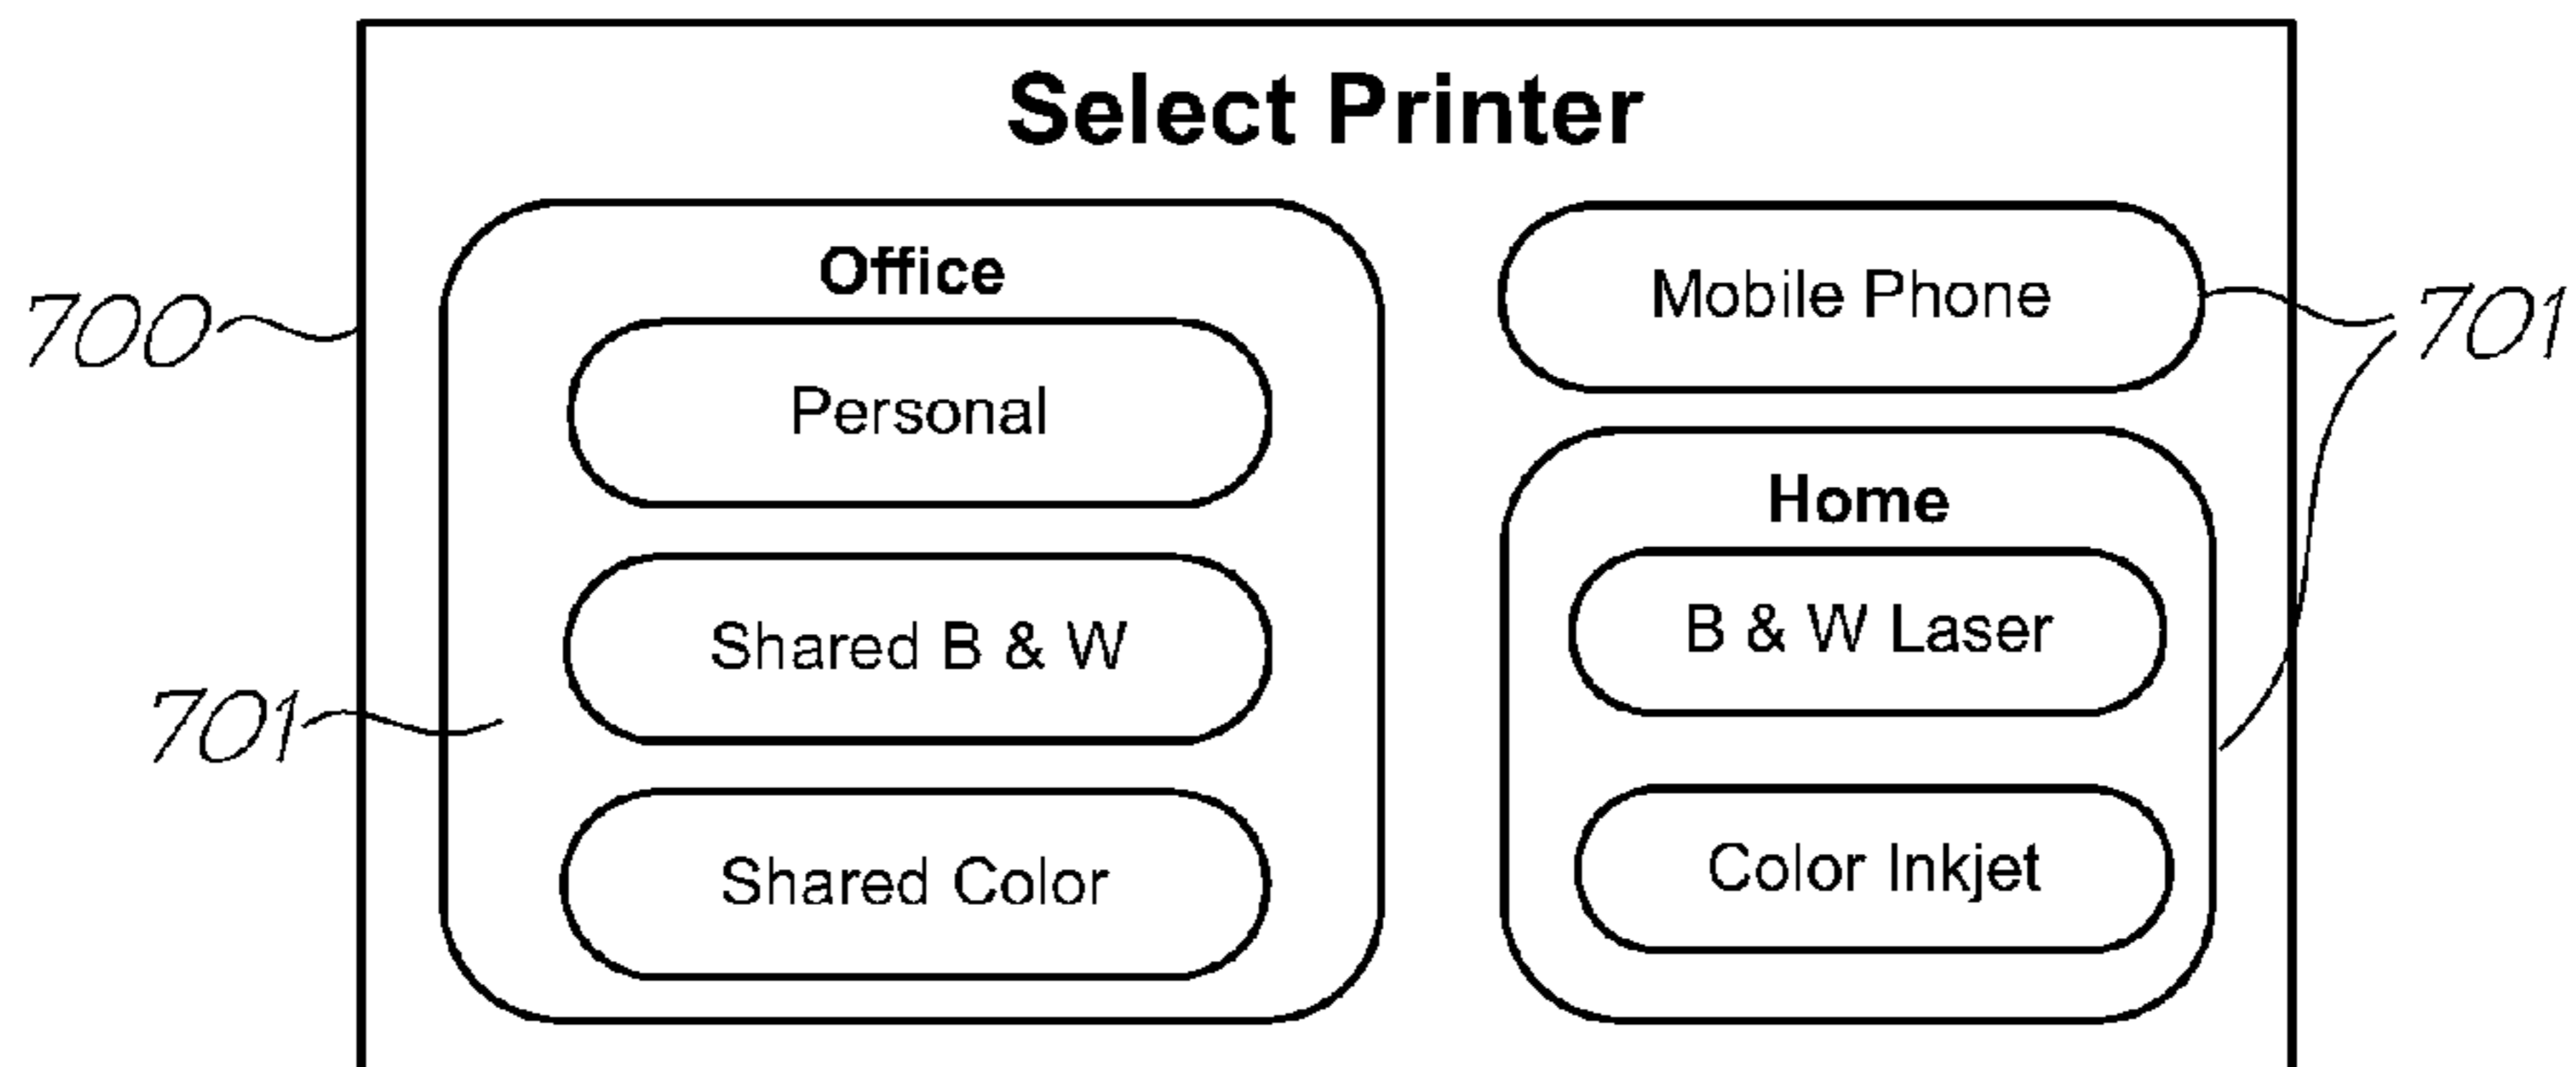 Select Printer
700
Office
Personal
Shared B & W
701
Shared Color
Mobile Phone
701
Home
B & W Laser
Color Inkjet